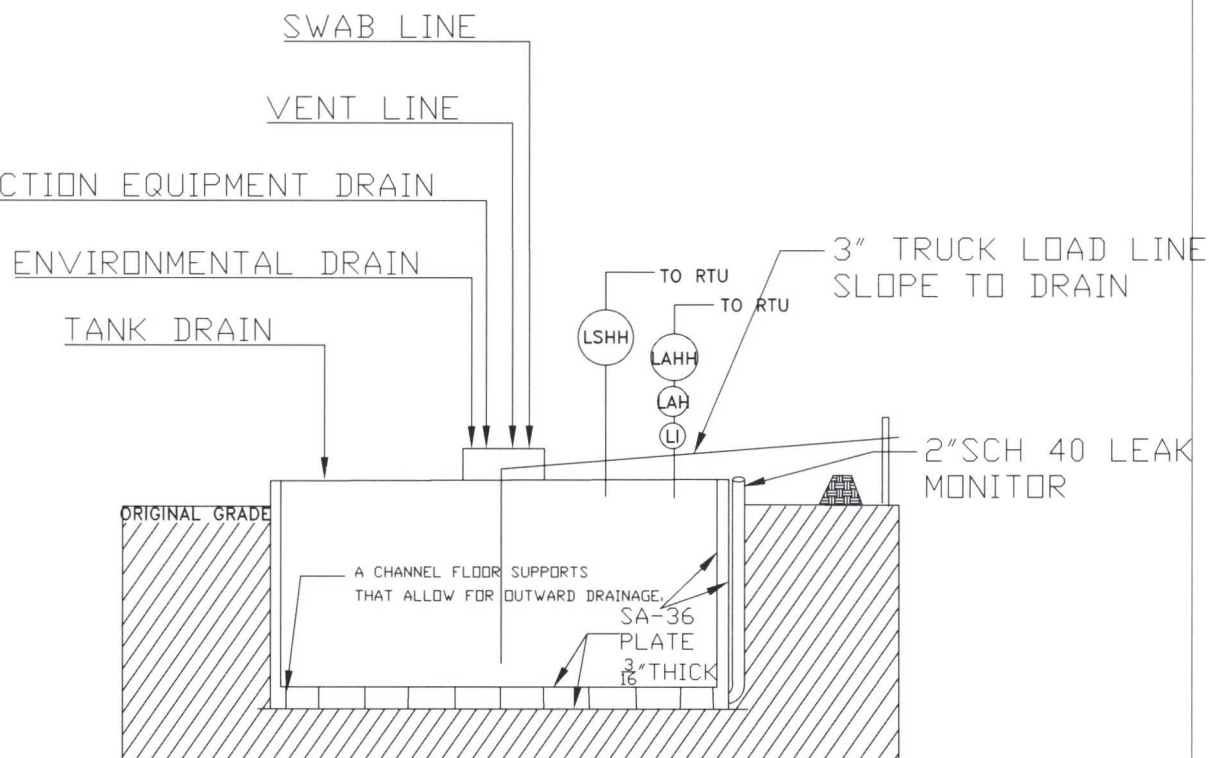 SWAB LINE
VENT LINE
CTION EQUIPMENT DRAIN
ENVIRONMENTAL DRAIN
TANK DRAIN
TO RTU
TO RTU
3" TRUCK LOAD LINE
SLOPE TO DRAIN
LSHH
LAHH
LAH
LI
2"SCH 40 LEAK
MONITOR
ORIGINAL GRADE
A CHANNEL FLOOR SUPPORTS
THAT ALLOW FOR OUTWARD DRAINAGE.
SA-36
PLATE
3/16"THICK